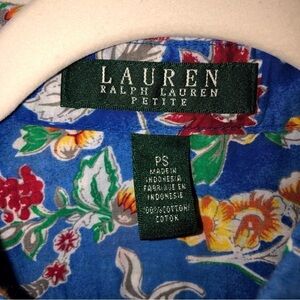 LAUREN
RALPH LAUREN
PETITE
PS
MADE IN
INDONESIA
FABRIQUE EN
INDONESIE
100% COTTON
COTON